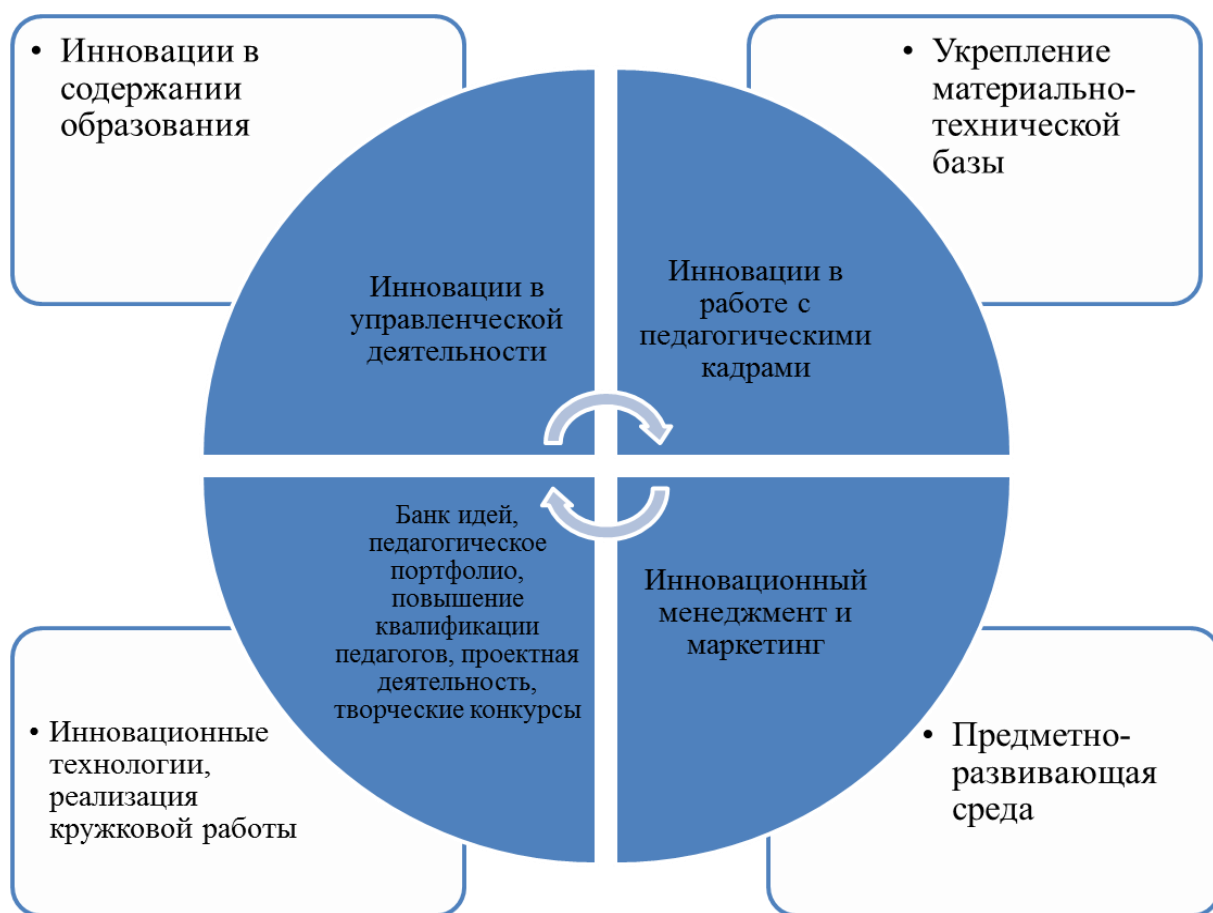 • Инновации в
содержании
образования
• Укрепление
материально-
технической
базы
Инновации в
управленческой
деятельности
Инновации в
работе с
педагогическими
кадрами
Банк идей,
педагогическое
портфолио,
повышение
квалификации
педагогов, проектная
деятельность,
творческие конкурсы
Инновационный
менеджмент и
маркетинг
• Инновационные
технологии,
реализация
кружковой работы
• Предметно-
развивающая
среда